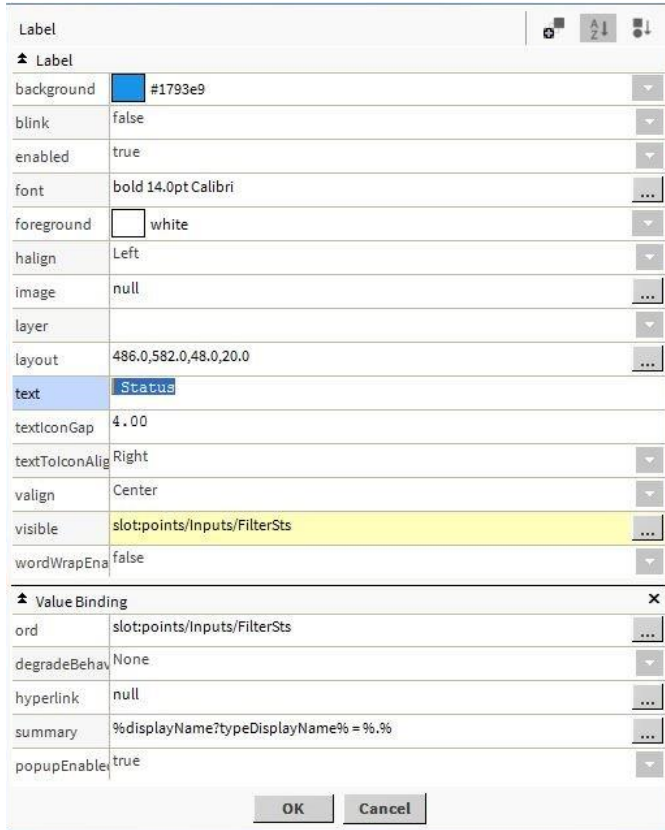 Label
Label
background #1793e9
blink false
enabled true
font bold 14.0pt Calibri ...
foreground white
halign Left
image null ...
layer
layout 486.0,582.0,48.0,20.0 ...
text Status
textIconGap 4.00
textToIconAlig Right
valign Center
visible slot:points/Inputs/FilterSts ...
wordWrapEna false
Value Binding ×
ord slot:points/Inputs/FilterSts ...
degradeBehav None
hyperlink null ...
summary %displayName?typeDisplayName% = %.% ...
popupEnable true
OK Cancel